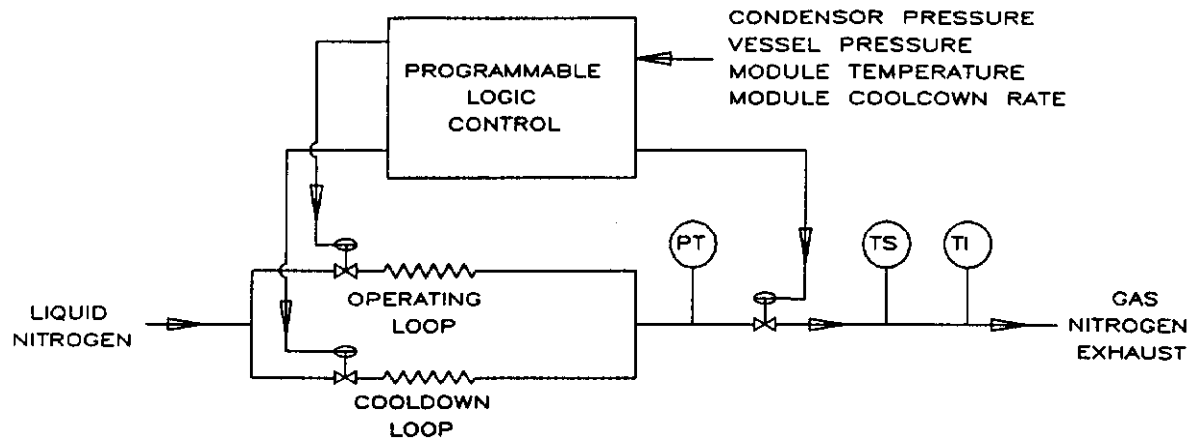 CONDENSOR PRESSURE
VESSEL PRESSURE
MODULE TEMPERATURE
MODULE COOLCOWN RATE
PROGRAMMABLE
LOGIC
CONTROL
PT
TS
TI
OPERATING
LOOP
LIQUID
NITROGEN
GAS
NITROGEN
EXHAUST
COOLDOWN
LOOP